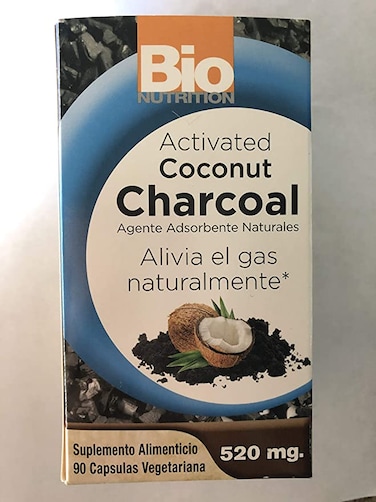 Bio
NUTRITION
Activated
Coconut
Charcoal
Agente Adsorbente Naturales
Alivia el gas
naturalmente*
Suplemento Alimenticio
90 Capsulas Vegetariana
520 mg.